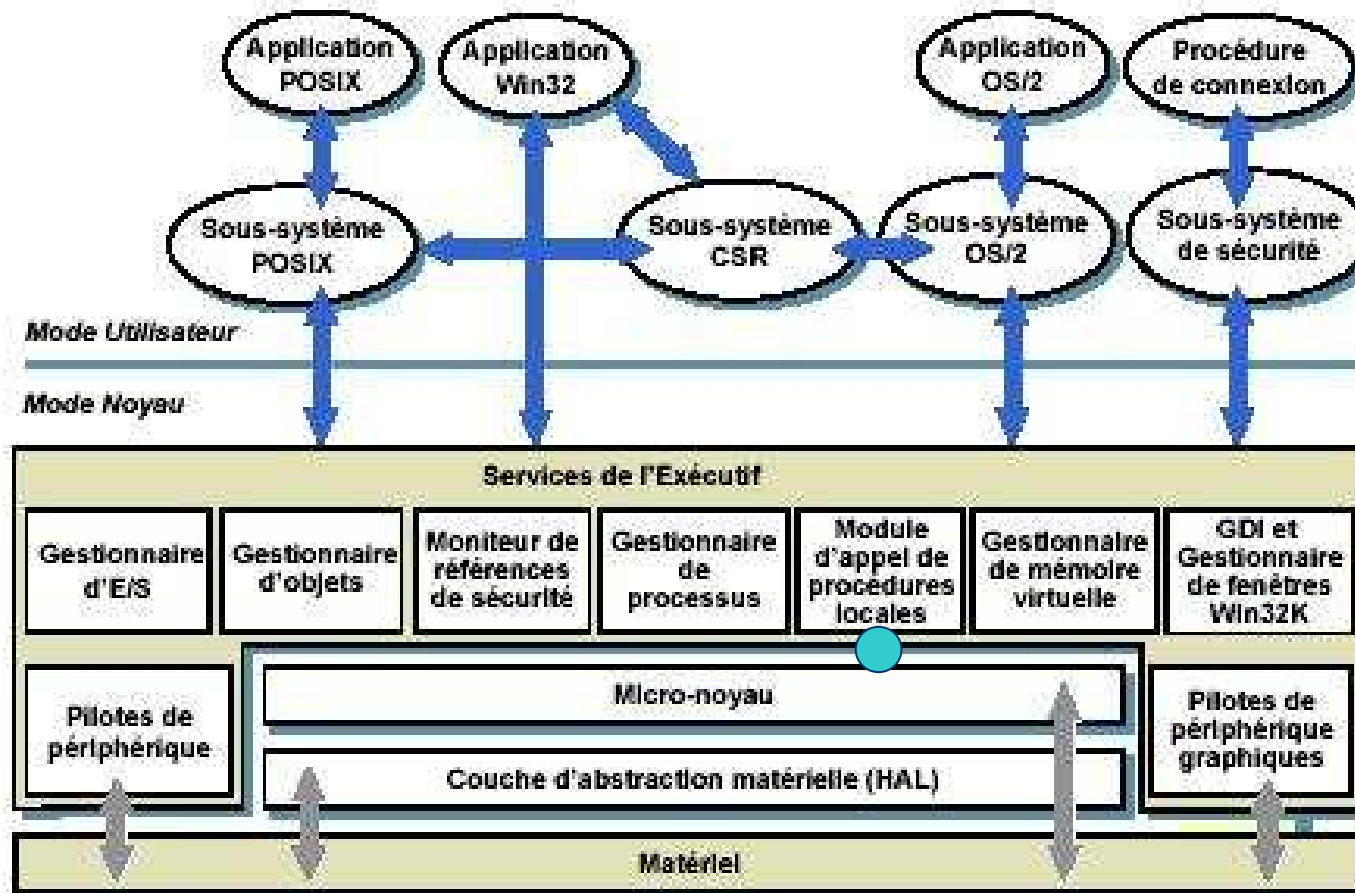 Application
POSIX
Application
Win32
Application
OS/2
Procédure
de connexion
Sous-système
POSIX
Sous-système
CSR
Sous-système
OS/2
Sous-système
de sécurité
Mode Utilisateur
Mode Noyau
Services de l'Exécutif
Gestionnaire
d'E/S
Gestionnaire
d'objets
Moniteur de
références
de sécurité
Gestionnaire
de
processus
Module
d'appel de
procédures
locales
Gestionnaire
de mémoire
virtuelle
GDI et
Gestionnaire
de fenêtres
Win32K
Pilotes de
périphérique
Micro-noyau
Couche d'abstraction matérielle (HAL)
Pilotes de
périphérique
graphiques
Matériel